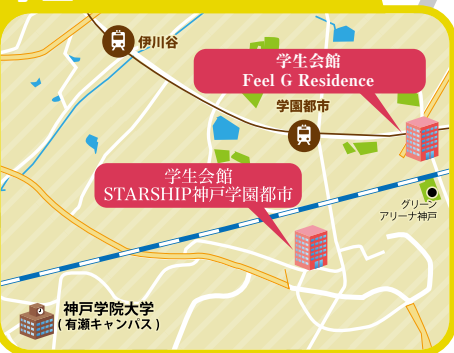 伊川谷
学生会館
Feel G Residence
学園都市
学生会館
STARSHIP神戸学園都市
グリーン
アリーナ神戸
神戸学院大学
(有瀬キャンパス)